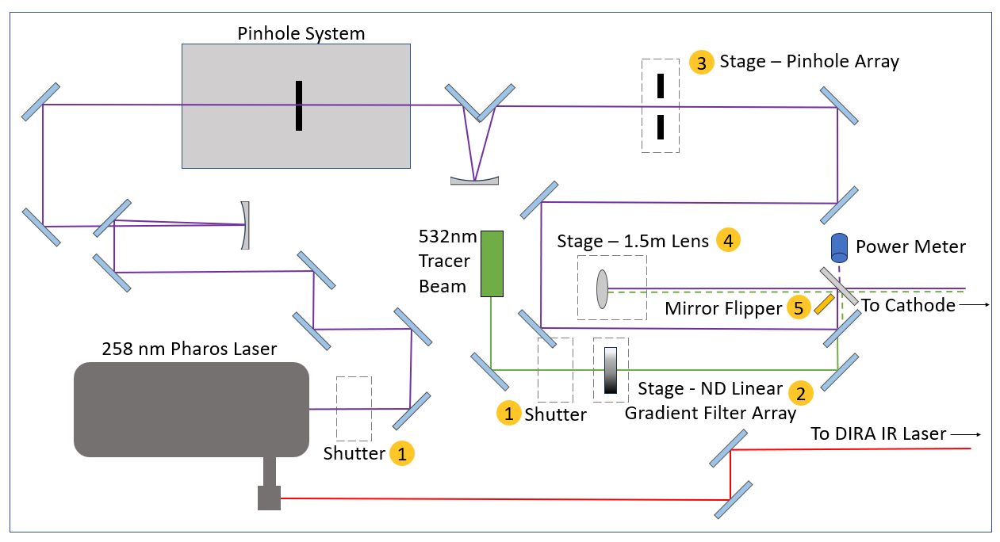 Pinhole System
3 Stage – Pinhole Array
532nm
Tracer
Beam
Stage – 1.5m Lens 4
Power Meter
Mirror Flipper 5
To Cathode
258 nm Pharos Laser
Stage - ND Linear 2
Gradient Filter Array
1 Shutter
Shutter 1
To DIRA IR Laser